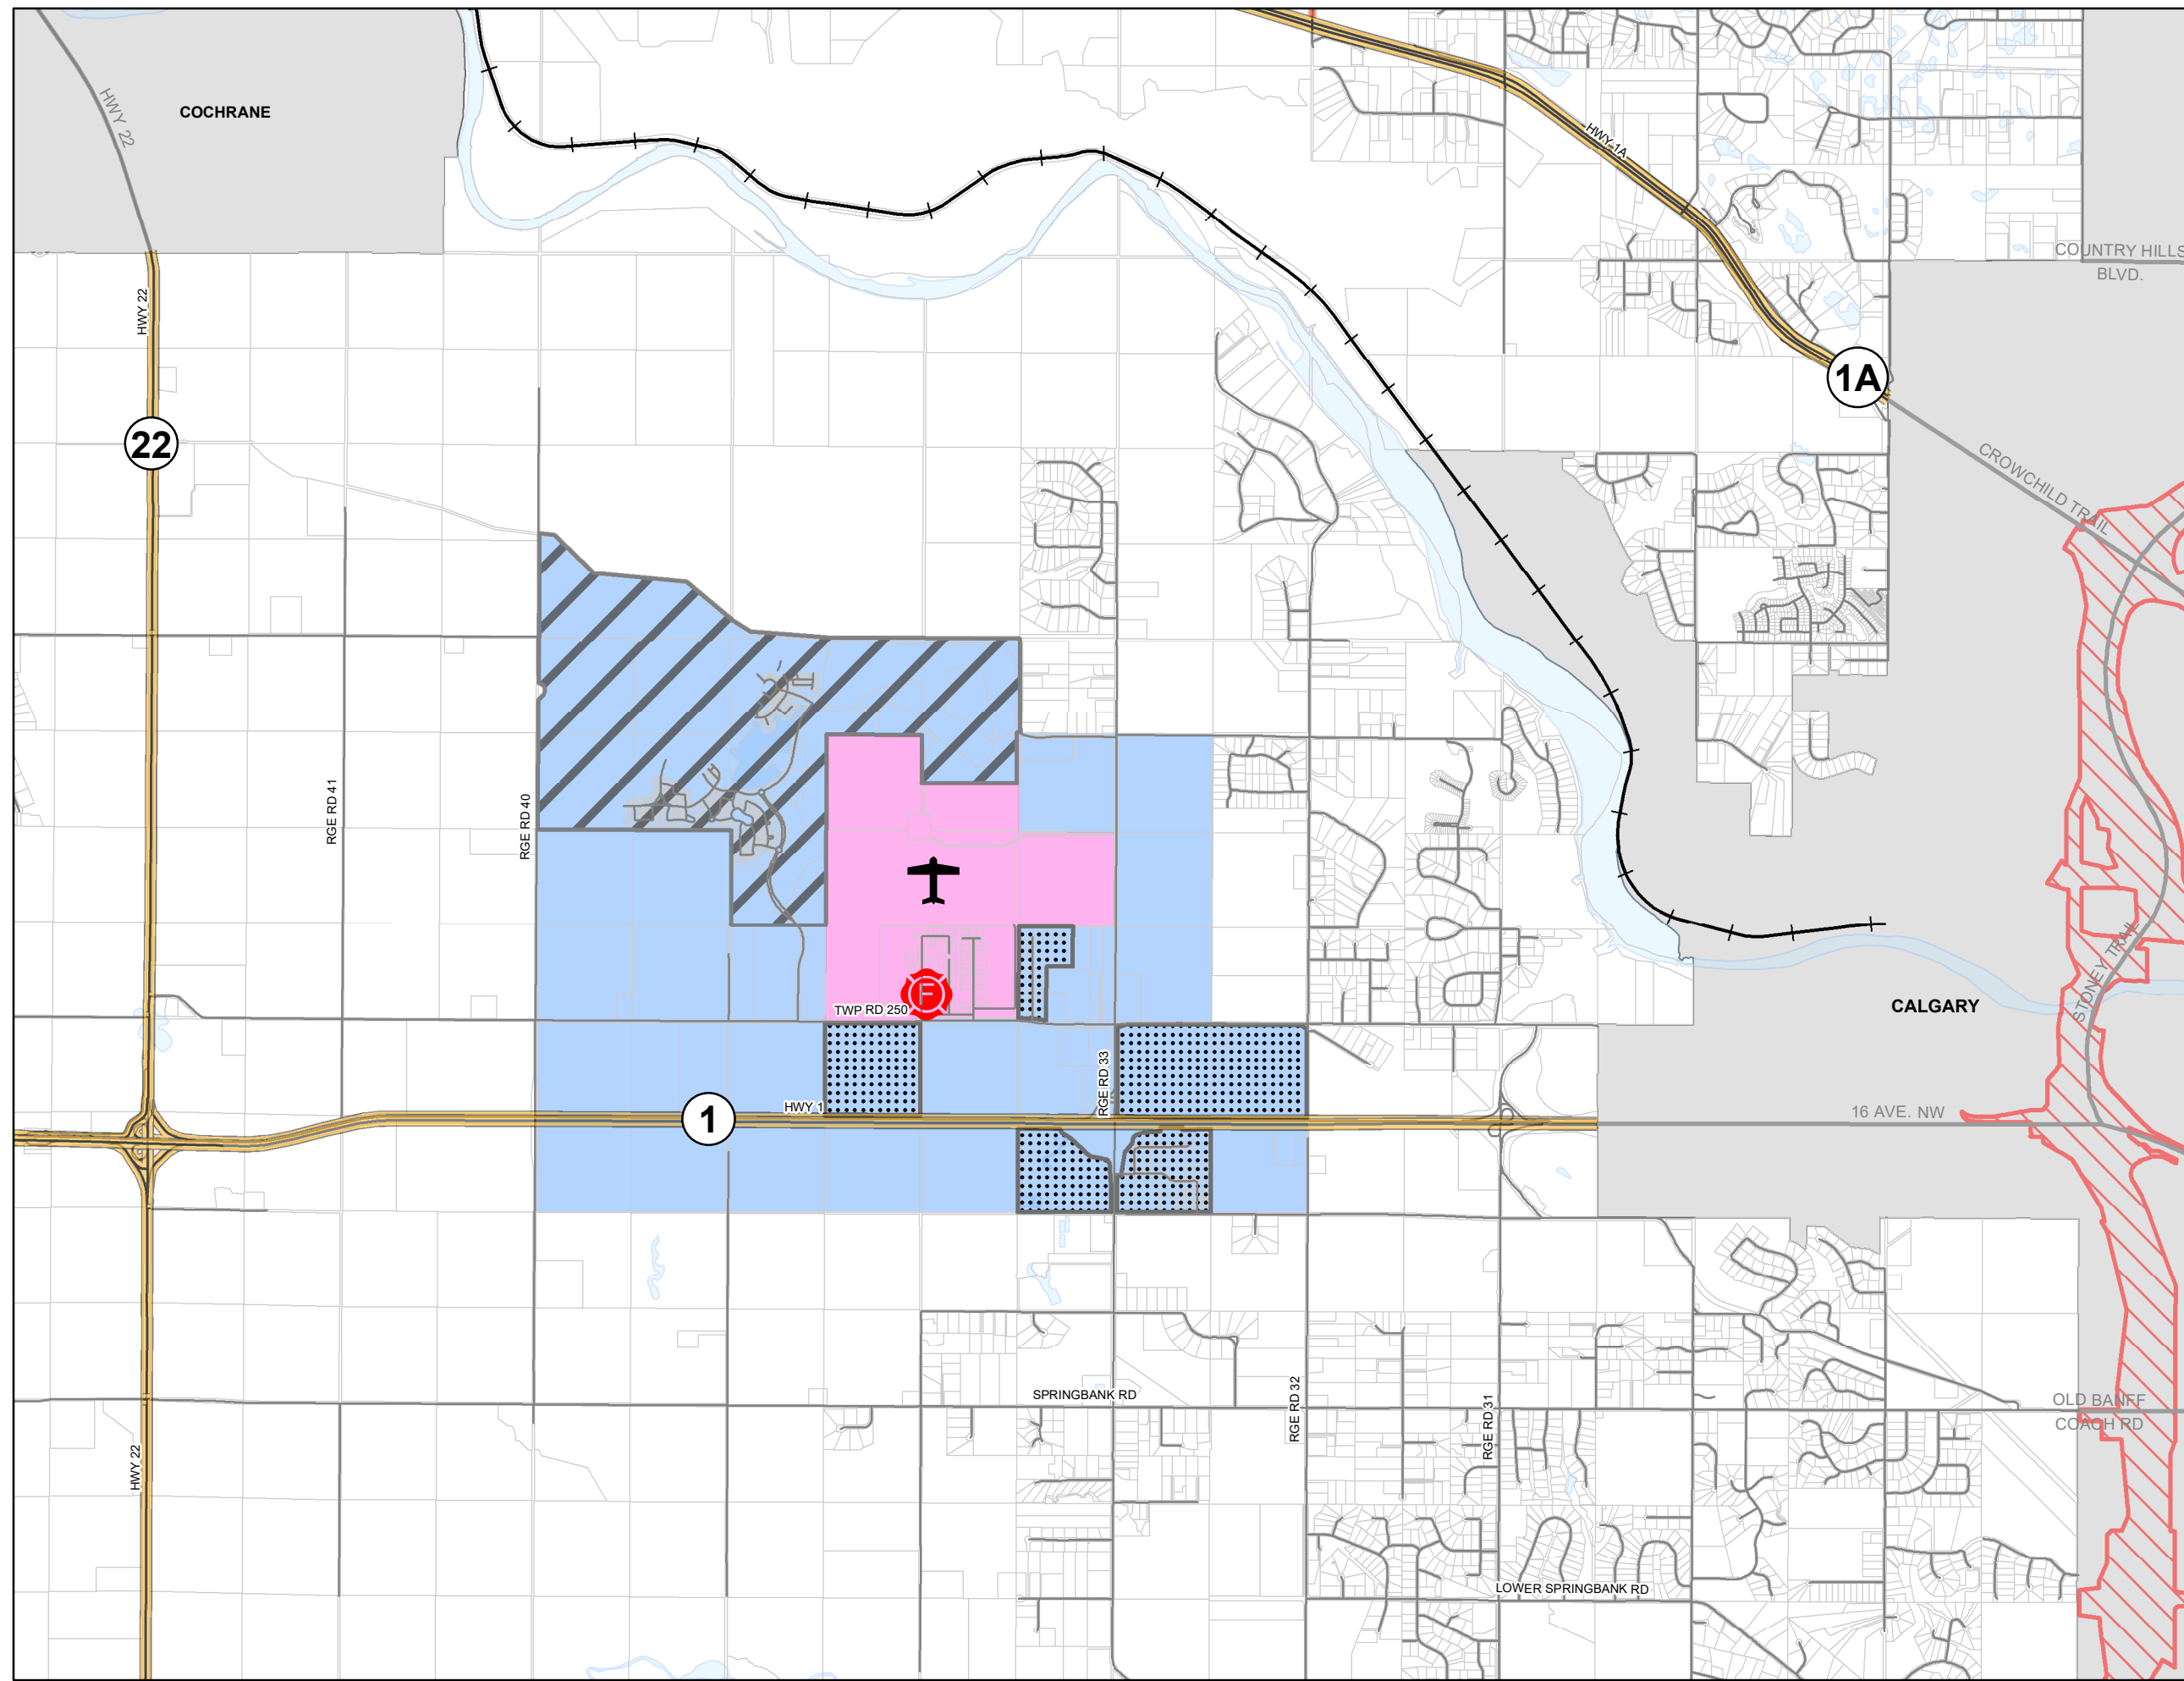 COCHRANE
HWY 22
HWY 1A
COUNTRY HILLS
BLVD.
HWY 22
1A
22
CROWCHILD TRAIL
RGE RD 41
RGE RD 40
F
TWP RD 250
CALGARY
STONEY TRAIL
RGE RD 33
HWY 1
1
16 AVE. NW
SPRINGBANK RD
RGE RD 32
RGE RD 31
OLD BANFF
COACH RD
HWY 22
LOWER SPRINGBANK RD